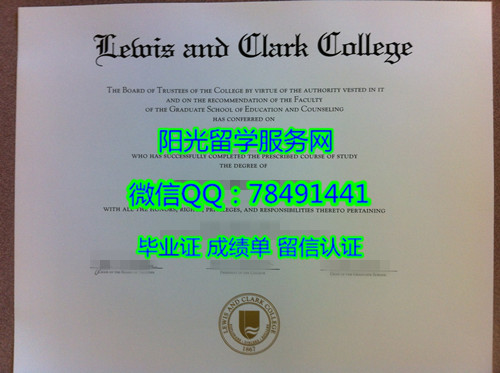 Lewis and Clark College
THE BOARD OF TRUSTEES OF THE COLLEGE BY VIRTUE OF THE AUTHORITY VESTED IN IT
AND ON THE RECOMMENDATION OF THE FACULTY
OF THE GRADUATE SCHOOL OF EDUCATION AND COUNSELING
HAS CONFERRED ON
阳光留学服务网
WHO HAS SUCCESSFULLY COMPLETED THE PRESCRIBED COURSE OF STUDY
THE DEGREE OF
微信QQ：78491441
WITH ALL THE HONORS, RIGHTS, PRIVILEGES, AND RESPONSIBILITIES THERETO PERTAINING
毕业证 成绩单 留信认证
LEWIS AND CLARK COLLEGE
1867